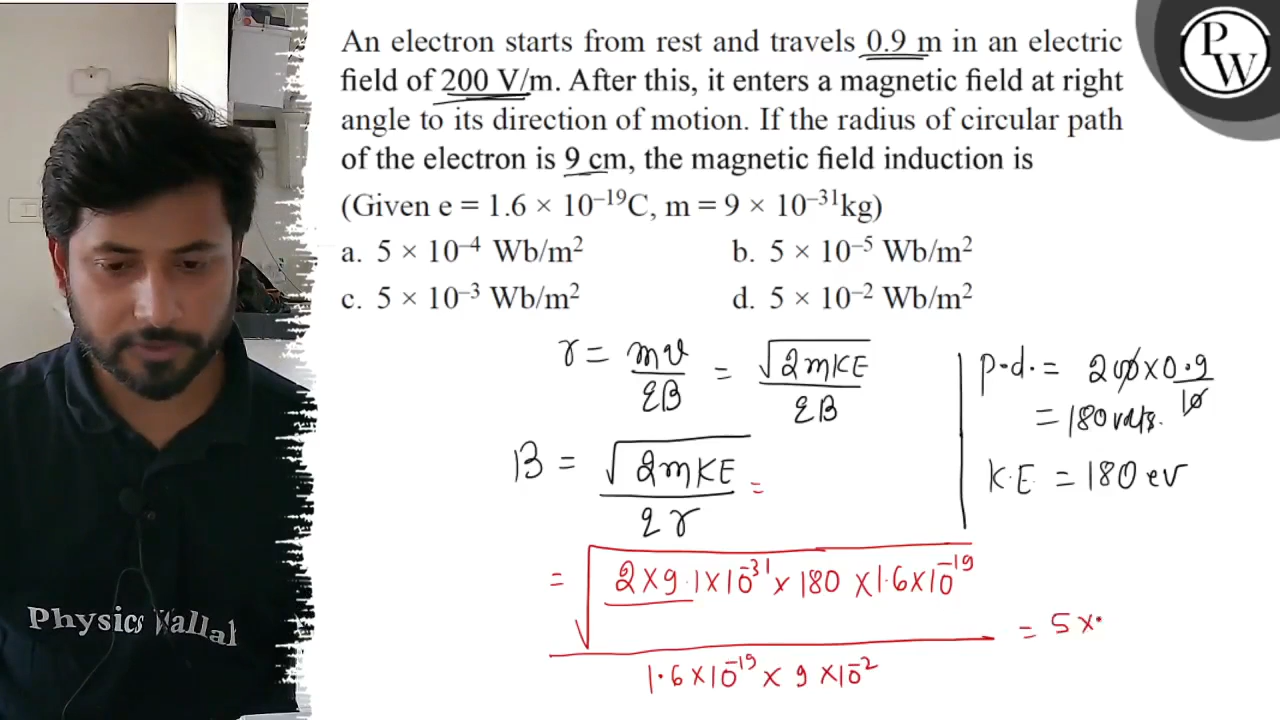 An electron starts from rest and travels 0.9 m in an electric
field of 200 V/m. After this, it enters a magnetic field at right
angle to its direction of motion. If the radius of circular path
of the electron is 9 cm, the magnetic field induction is
(Given e = 1.6 × 10⁻¹⁹C, m = 9 × 10⁻³¹kg)
a. 5 × 10⁻⁴ Wb/m²
b. 5 × 10⁻⁵ Wb/m²
c. 5 × 10⁻³ Wb/m²
d. 5 × 10⁻² Wb/m²
r = mv/qB = √2mKE/qB
B = √2mKE/qr =
= √2×9.1×10⁻³¹×180×1.6×10⁻¹⁹ / 1.6×10⁻¹⁹×9×10⁻² = 5×
P.d. = 200×0.9/10
= 180 volts.
K.E = 180 ev
PW
Physics Wallah